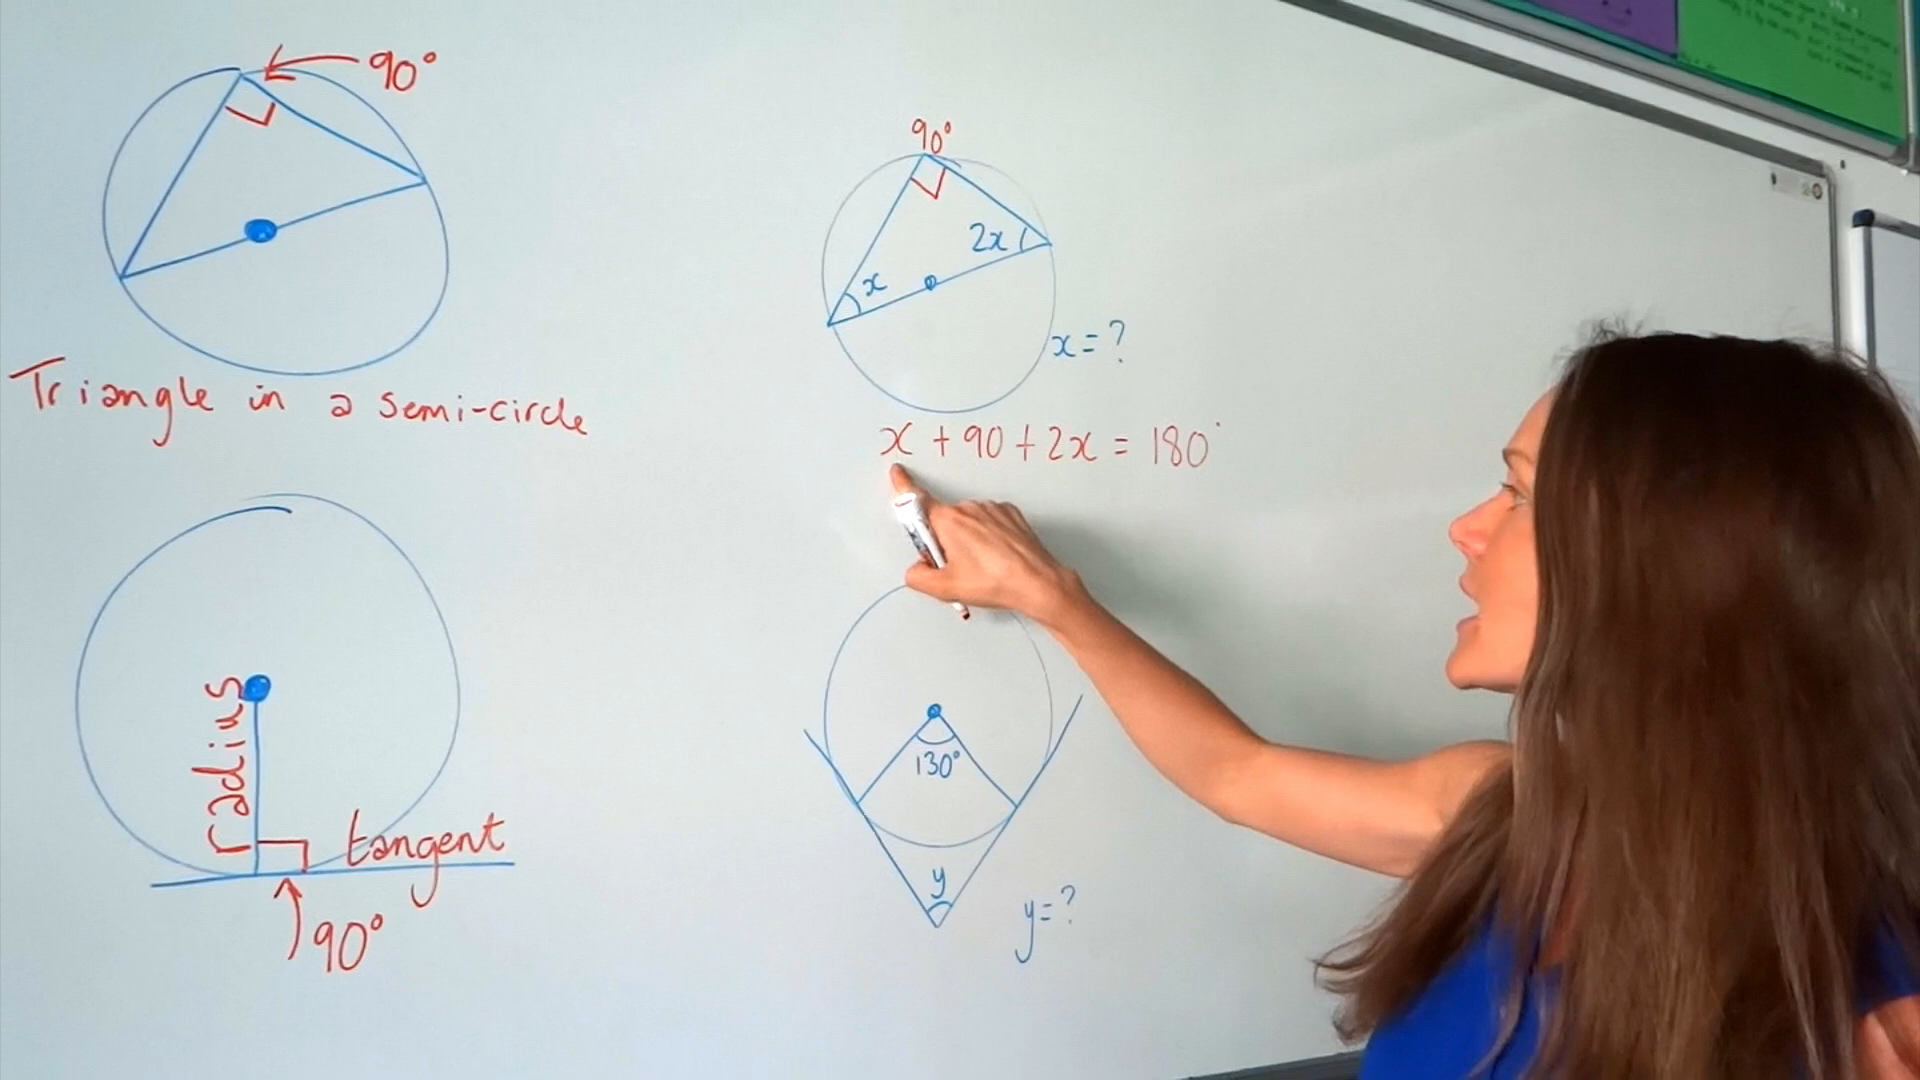 90°
Triangle in a semi-circle
radius
tangent
90°
90°
2x
x
x = ?
x + 90 + 2x = 180°
130°
y
y = ?